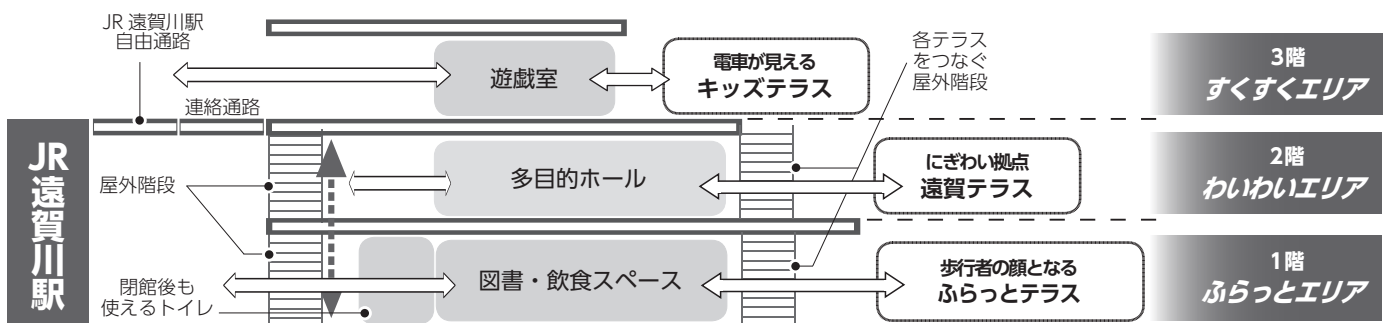 JR 遠賀川駅
自由通路
連絡通路
遊戯室
電車が見える
キッズテラス
各テラス
をつなぐ
屋外階段
3階
すくすくエリア
JR遠賀川駅
屋外階段
多目的ホール
にぎわい拠点
遠賀テラス
2階
わいわいエリア
閉館後も
使えるトイレ
図書・飲食スペース
歩行者の顔となる
ふらっとテラス
1階
ふらっとエリア